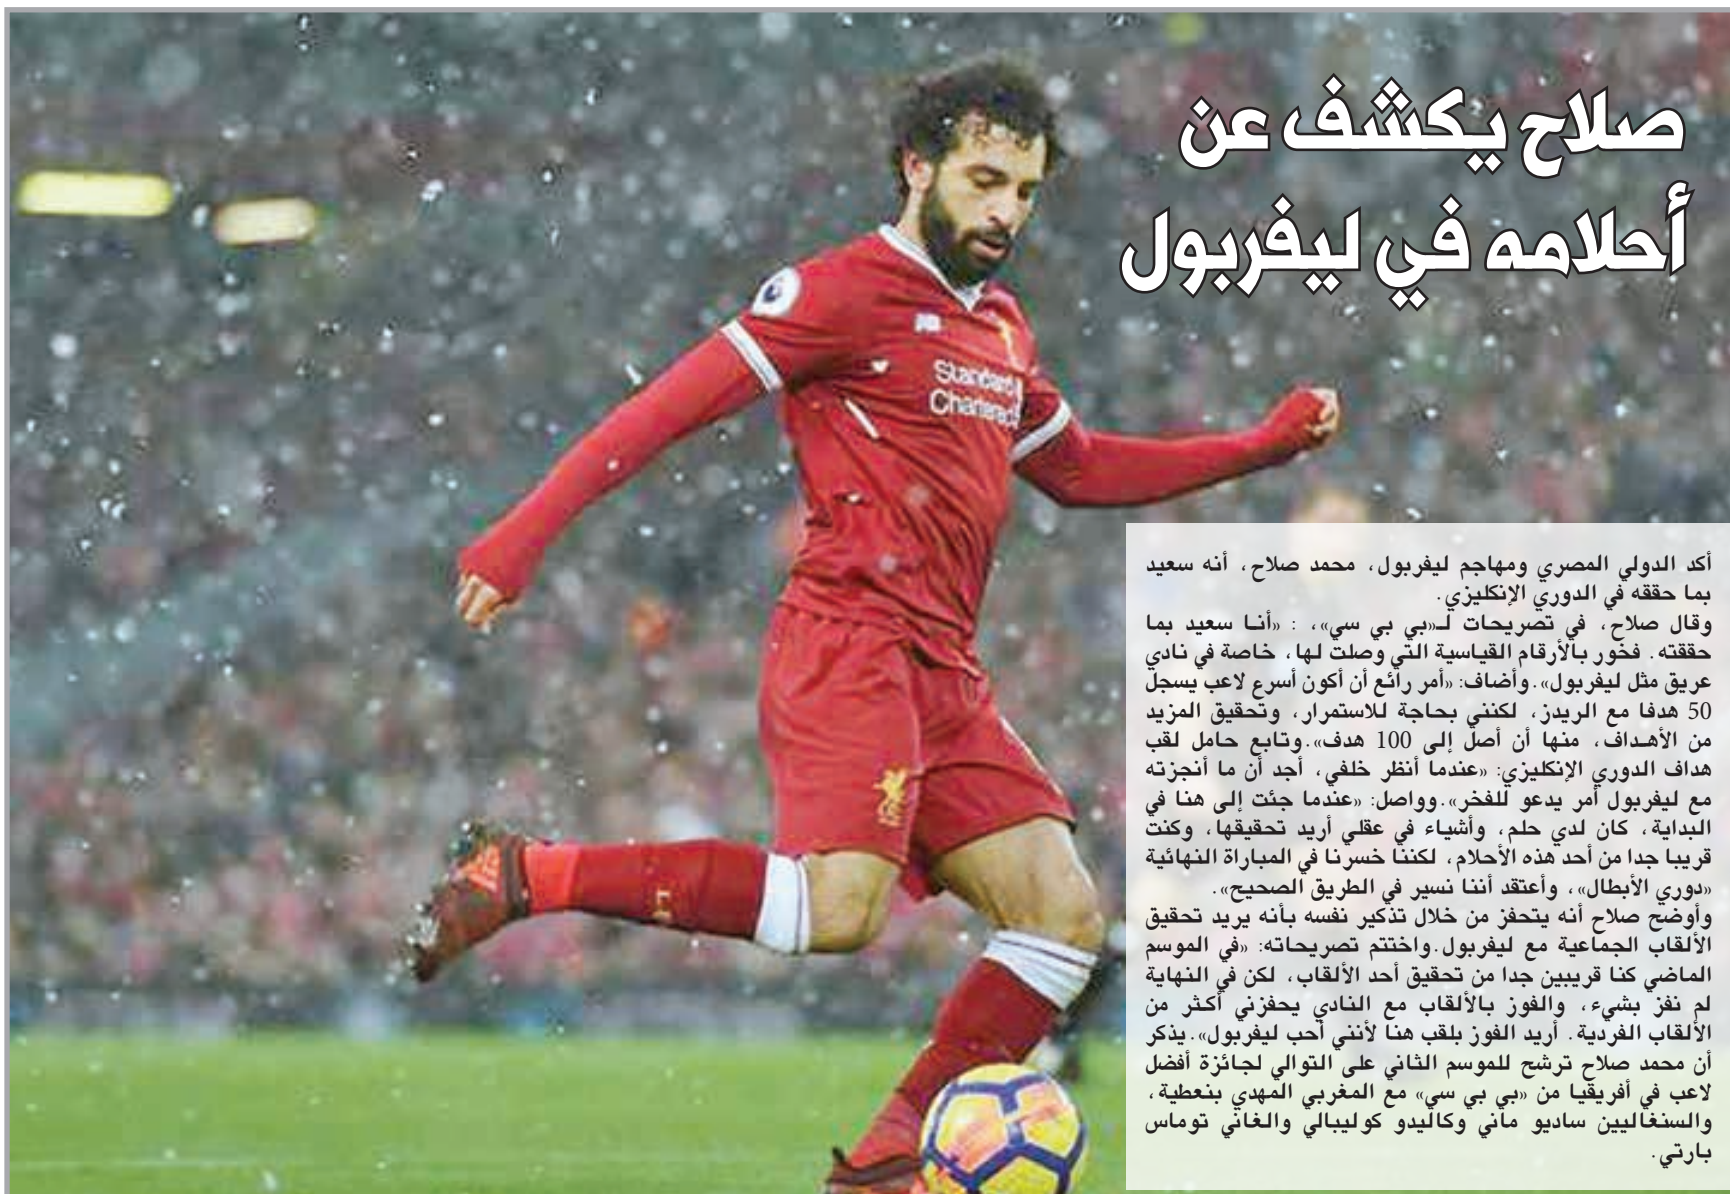 صلاح يكشف عن
أحلامه في ليفربول
Standard
Chartered
أكد الدولي المصري ومهاجم ليفربول، محمد صلاح، أنه سعيد
بما حققه في الدوري الإنكليزي.
وقال صلاح، في تصريحات لـ«بي بي سي»، : «أنا سعيد بما
حققته. فخور بالأرقام القياسية التي وصلت لها، خاصة في نادي
عريق مثل ليفربول».وأضاف: «أمر رائع أن أكون أسرع لاعب يسجل
50 هدفا مع الريدز، لكنني بحاجة للاستمرار، وتحقيق المزيد
من الأهداف، منها أن أصل إلى 100 هدف».وتابع حامل لقب
هداف الدوري الإنكليزي: «عندما أنظر خلفي، أجد أن ما أنجزته
مع ليفربول أمر يدعو للفخر».وواصل: «عندما جئت إلى هنا في
البداية، كان لدي حلم، وأشياء في عقلي أريد تحقيقها، وكنت
قريبا جدا من أحد هذه الأحلام، لكننا خسرنا في المباراة النهائية
«دوري الأبطال»، وأعتقد أننا نسير في الطريق الصحيح».
وأوضح صلاح أنه يتحفز من خلال تذكير نفسه بأنه يريد تحقيق
الألقاب الجماعية مع ليفربول.واختتم تصريحاته: «في الموسم
الماضي كنا قريبين جدا من تحقيق أحد الألقاب، لكن في النهاية
لم نفز بشيء، والفوز بالألقاب مع النادي يحفزني أكثر من
الألقاب الفردية. أريد الفوز بلقب هنا لأنني أحب ليفربول».يذكر
أن محمد صلاح ترشح للموسم الثاني على التوالي لجائزة أفضل
لاعب في أفريقيا من «بي بي سي» مع المغربي المهدي بنعطية،
والسنغاليين ساديو ماني وكاليدو كوليبالي والغاني توماس
بارتي.